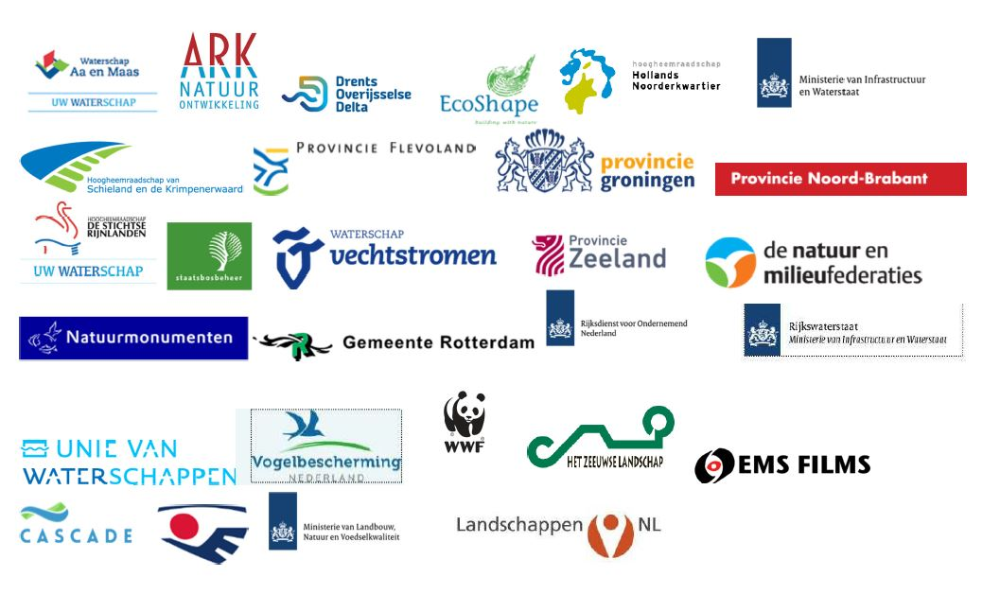 Waterschap
Aa en Maas
UW WATERSCHAP
ARK
NATUUR
ONTWIKKELING
Drents
Overijsselse
Delta
EcoShape
Building with nature
hoogheemraadschap
Hollands
Noorderkwartier
Ministerie van Infrastructuur
en Waterstaat
Hoogheemraadschap van
Schieland en de Krimpenerwaard
PROVINCIE FLEVOLAND
provincie
groningen
Provincie Noord-Brabant
HOOGHEEMRAADSCHAP
DE STICHTSE
RIJNLANDEN
UW WATERSCHAP
staatsbosbeheer
WATERSCHAP
vechtstromen
Provincie
Zeeland
de natuur en
milieufederaties
Natuurmonumenten
Gemeente Rotterdam
Rijksdienst voor Ondernemend
Nederland
Rijkswaterstaat
Ministerie van Infrastructuur en Waterstaat
UNIE VAN
WATERSCHAPPEN
Vogelbescherming
NEDERLAND
WWF
HET ZEEUWSE LANDSCHAP
EMS FILMS
CASCADE
Ministerie van Landbouw,
Natuur en Voedselkwaliteit
Landschappen NL